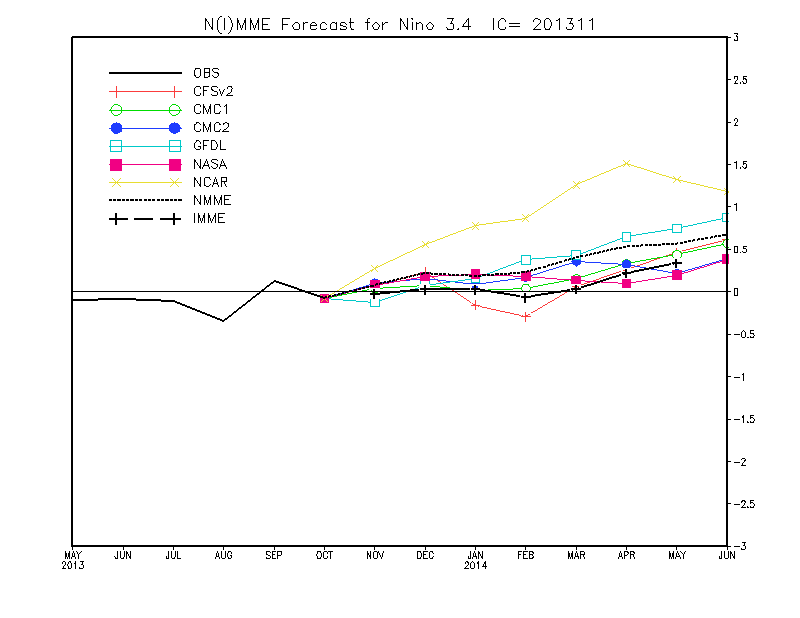 N(I)MME Forecast for Nino 3.4 IC= 201311
OBS
CFSv2
CMC1
CMC2
GFDL
NASA
NCAR
NMME
IMME
3
2.5
2
1.5
1
0.5
0
-0.5
-1
-1.5
-2
-2.5
-3
MAY JUN JUL AUG SEP OCT NOV DEC JAN FEB MAR APR MAY JUN
2013 2014